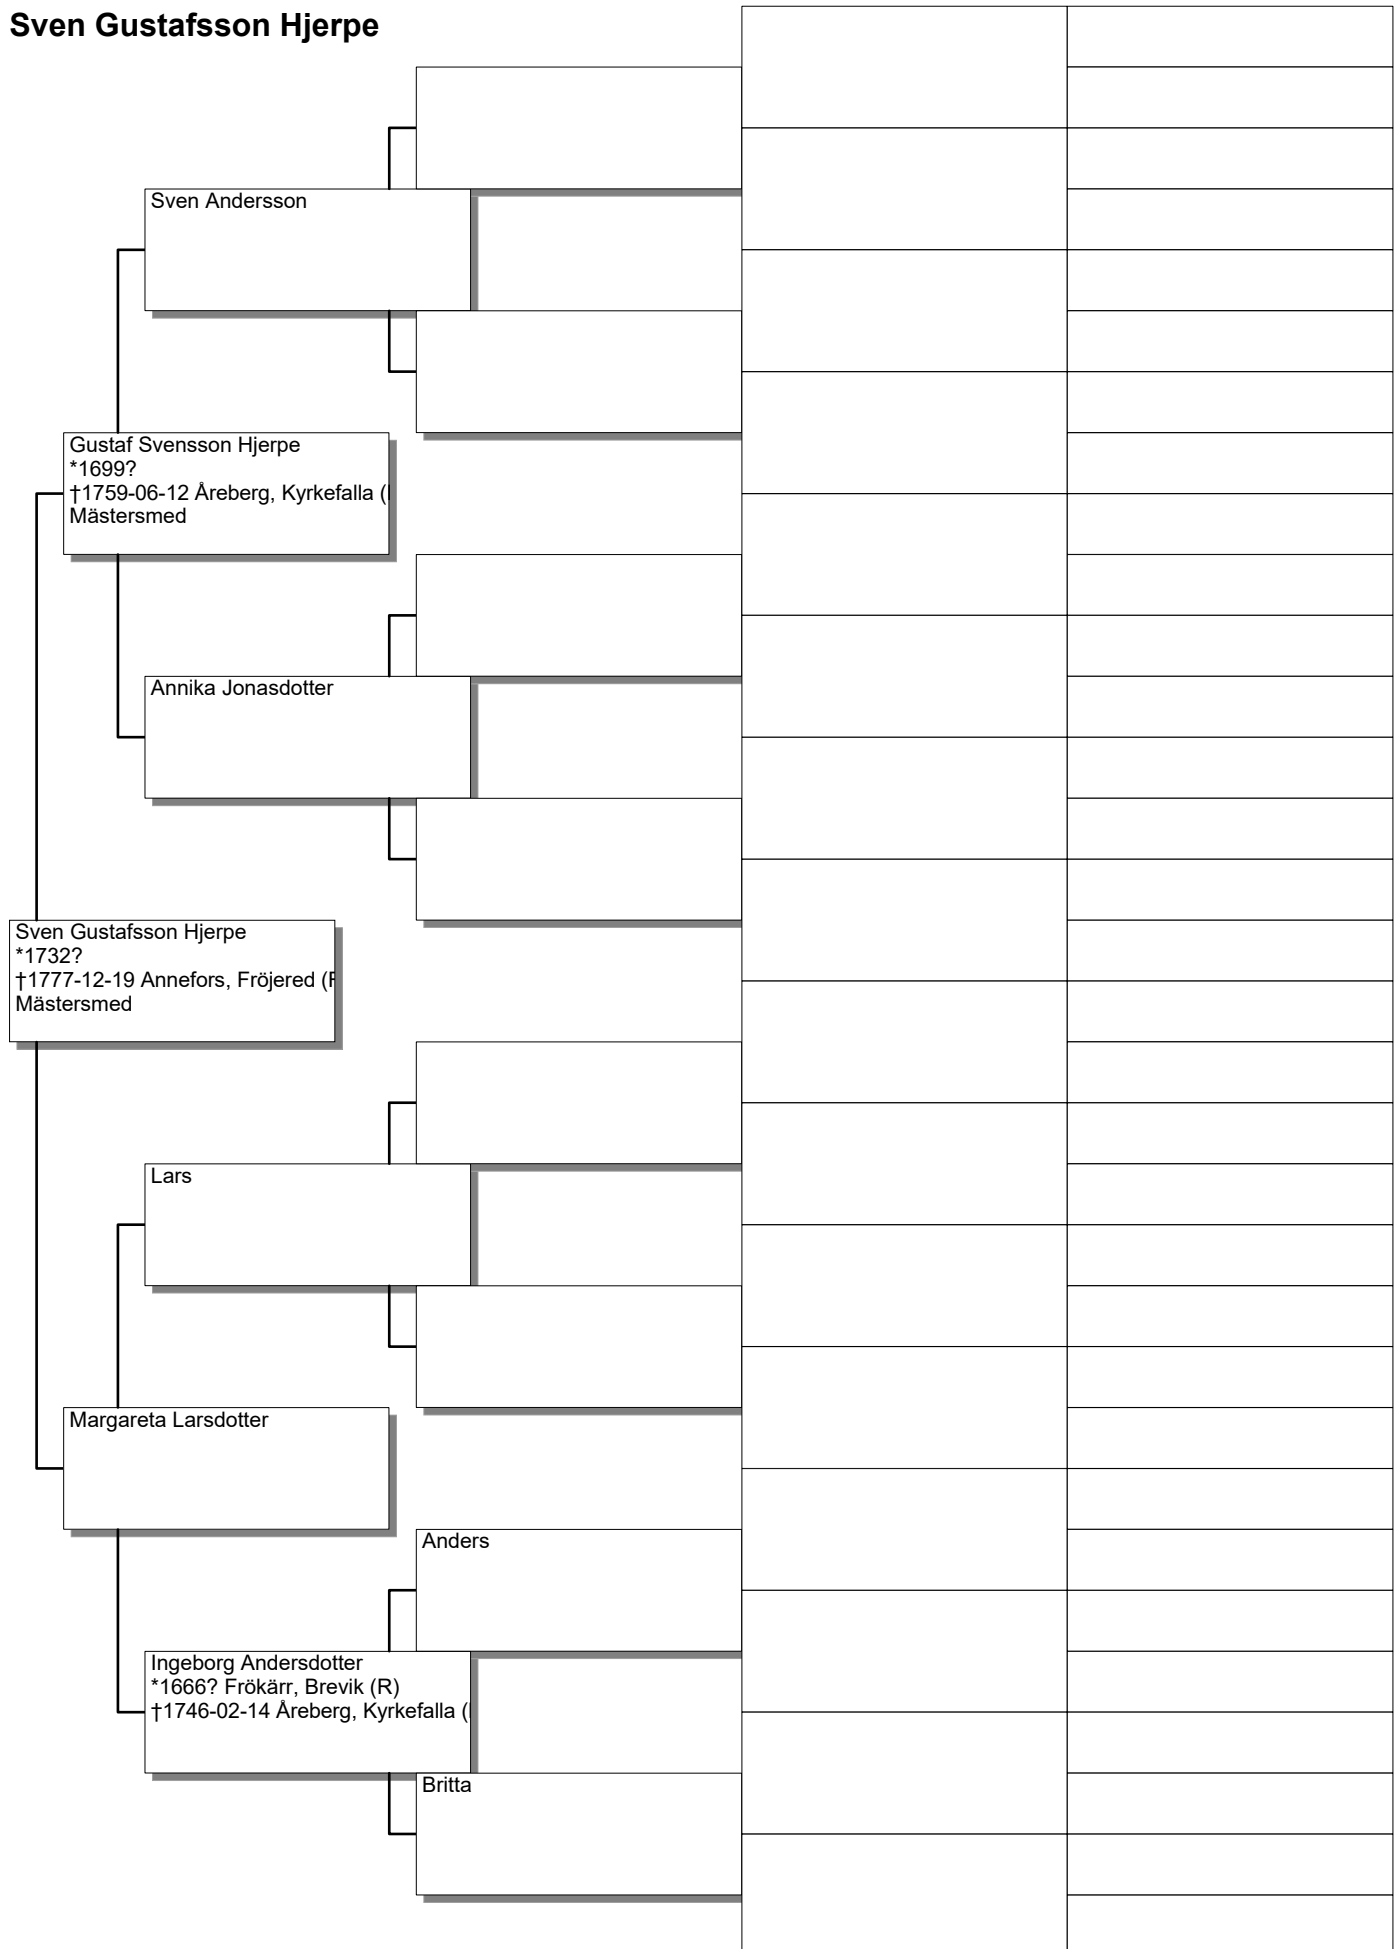 Sven Gustafsson Hjerpe
Sven Andersson
Gustaf Svensson Hjerpe
*1699?
†1759-06-12 Åreberg, Kyrkefalla (
Mästersmed
Annika Jonasdotter
Sven Gustafsson Hjerpe
*1732?
†1777-12-19 Annefors, Fröjered (
Mästersmed
Lars
Margareta Larsdotter
Anders
Ingeborg Andersdotter
*1666? Frökärr, Brevik (R)
†1746-02-14 Åreberg, Kyrkefalla (
Britta